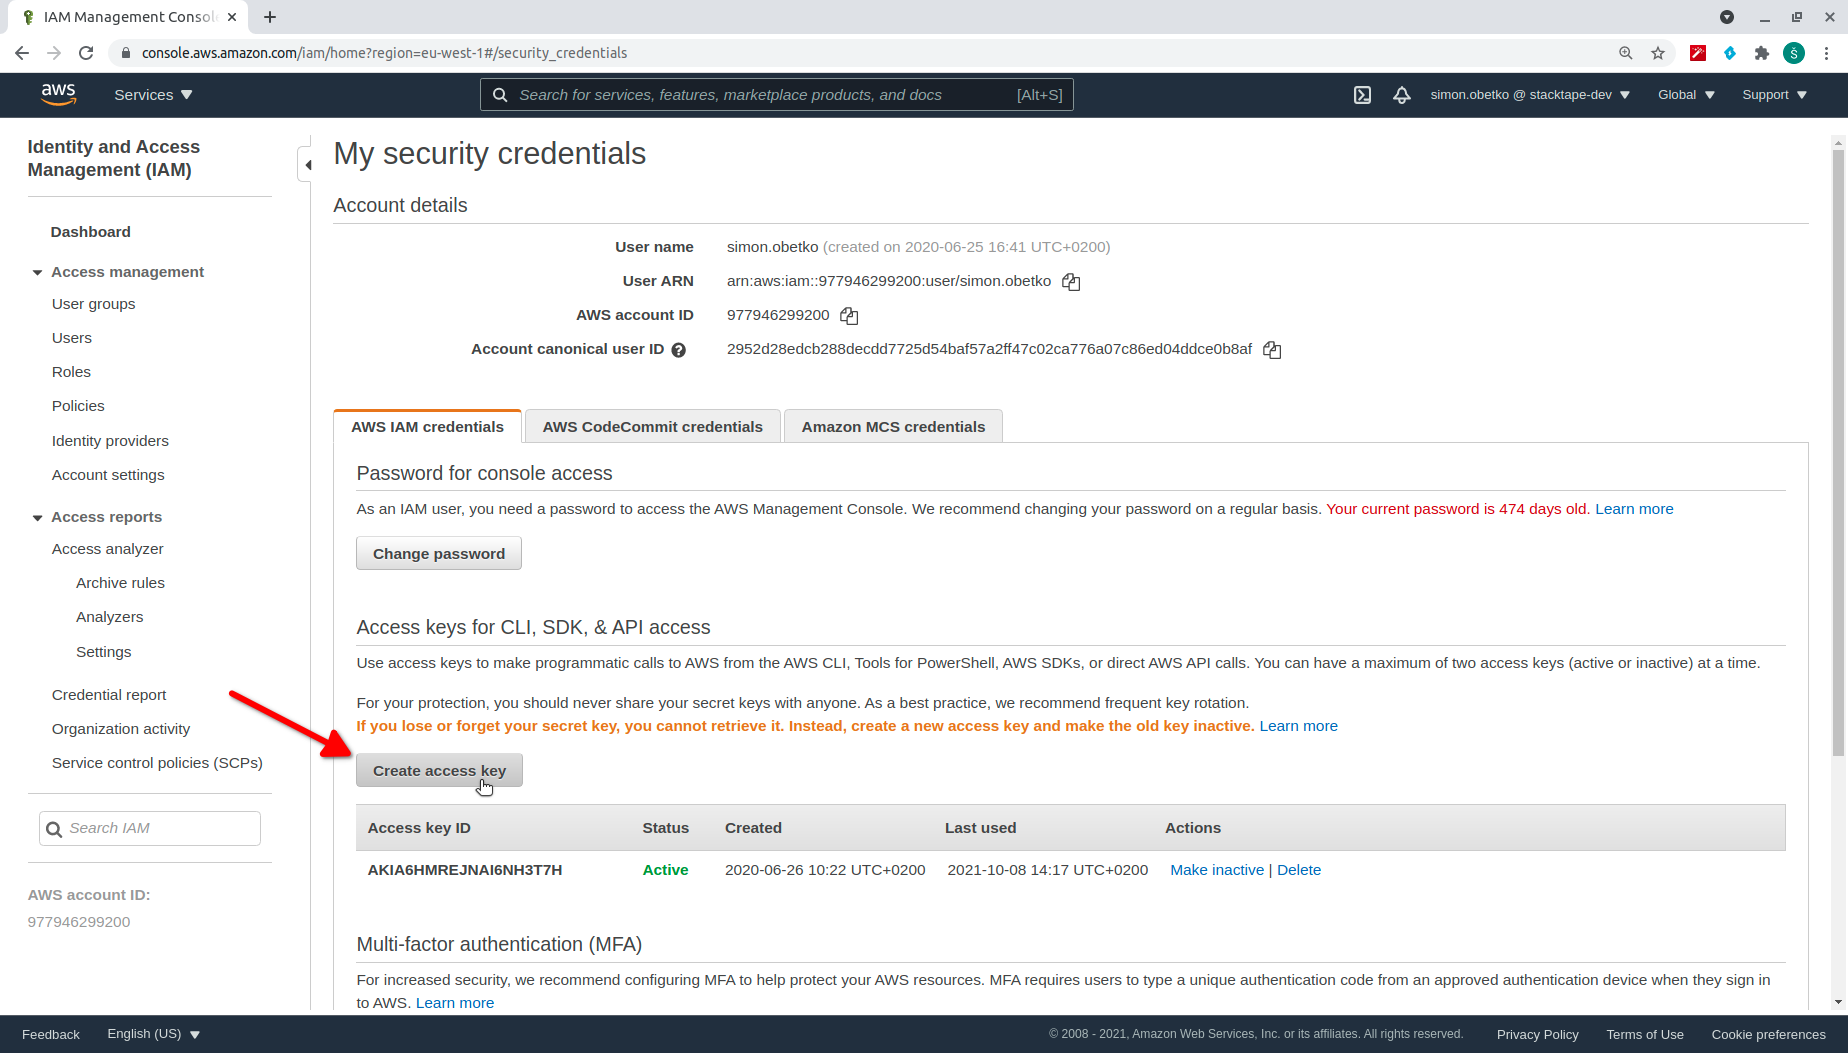 IAM Management Consol
console.aws.amazon.com/iam/home?region=eu-west-1#/security_credentials
Š
aws
Services
Search for services, features, marketplace products, and docs [Alt+S]
simon.obetko @ stacktape-dev
Global
Support
Identity and Access
Management (IAM)
Dashboard
Access management
User groups
Users
Roles
Policies
Identity providers
Account settings
Access reports
Access analyzer
Archive rules
Analyzers
Settings
Credential report
Organization activity
Service control policies (SCPs)
Search IAM
AWS account ID:
977946299200
My security credentials
Account details
User name simon.obetko (created on 2020-06-25 16:41 UTC+0200)
User ARN arn:aws:iam::977946299200:user/simon.obetko
AWS account ID 977946299200
Account canonical user ID 2952d28edcb288decdd7725d54baf57a2ff47c02ca776a07c86ed04ddce0b8af
AWS IAM credentials
AWS CodeCommit credentials
Amazon MCS credentials
Password for console access
As an IAM user, you need a password to access the AWS Management Console. We recommend changing your password on a regular basis. Your current password is 474 days old. Learn more
Change password
Access keys for CLI, SDK, & API access
Use access keys to make programmatic calls to AWS from the AWS CLI, Tools for PowerShell, AWS SDKs, or direct AWS API calls. You can have a maximum of two access keys (active or inactive) at a time.
For your protection, you should never share your secret keys with anyone. As a best practice, we recommend frequent key rotation.
If you lose or forget your secret key, you cannot retrieve it. Instead, create a new access key and make the old key inactive. Learn more
Create access key
Access key ID Status Created Last used Actions
AKIA6HMREJNAI6NH3T7H Active 2020-06-26 10:22 UTC+0200 2021-10-08 14:17 UTC+0200 Make inactive | Delete
Multi-factor authentication (MFA)
For increased security, we recommend configuring MFA to help protect your AWS resources. MFA requires users to type a unique authentication code from an approved authentication device when they sign in
to AWS. Learn more
Feedback
English (US)
© 2008 - 2021, Amazon Web Services, Inc. or its affiliates. All rights reserved.
Privacy Policy
Terms of Use
Cookie preferences